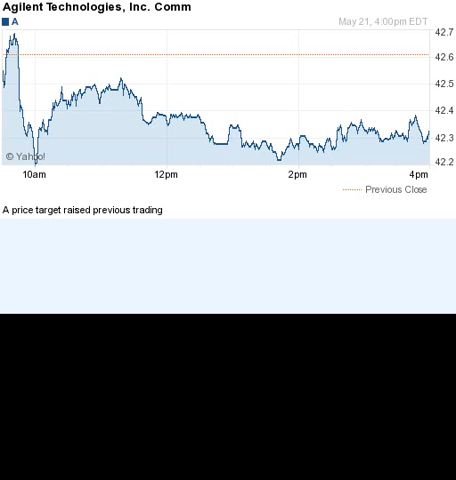 Agilent Technologies, Inc. Comm
A
May 21, 4:00pm EDT
42.7
42.6
42.5
42.4
42.3
42.2
© Yahoo!
10am
12pm
2pm
4pm
Previous Close
A price target raised previous trading